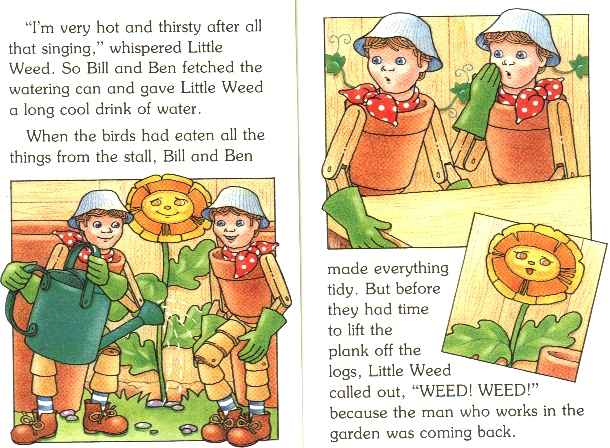 “I’m very hot and thirsty after all
that singing,” whispered Little
Weed. So Bill and Ben fetched the
watering can and gave Little Weed
a long cool drink of water.
When the birds had eaten all the
things from the stall, Bill and Ben
made everything
tidy. But before
they had time
to lift the
plank off the
logs, Little Weed
called out, “WEED! WEED!”
because the man who works in the
garden was coming back.